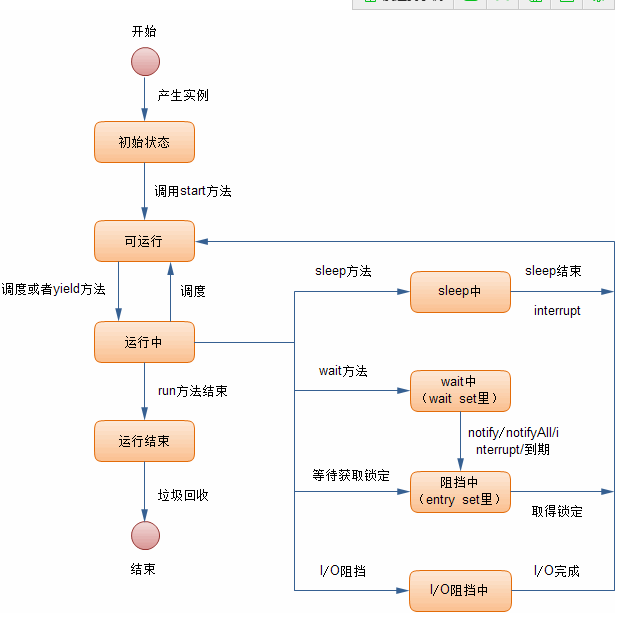 开始
产生实例
初始状态
调用start方法
可运行
调度或者yield方法
调度
运行中
run方法结束
运行结束
垃圾回收
结束
sleep方法
sleep中
sleep结束
interrupt
wait方法
wait中
（wait set里）
notify/notifyAll/i
nterrupt/到期
等待获取锁定
阻挡中
（entry set里）
取得锁定
I/O阻挡
I/O阻挡中
I/O完成